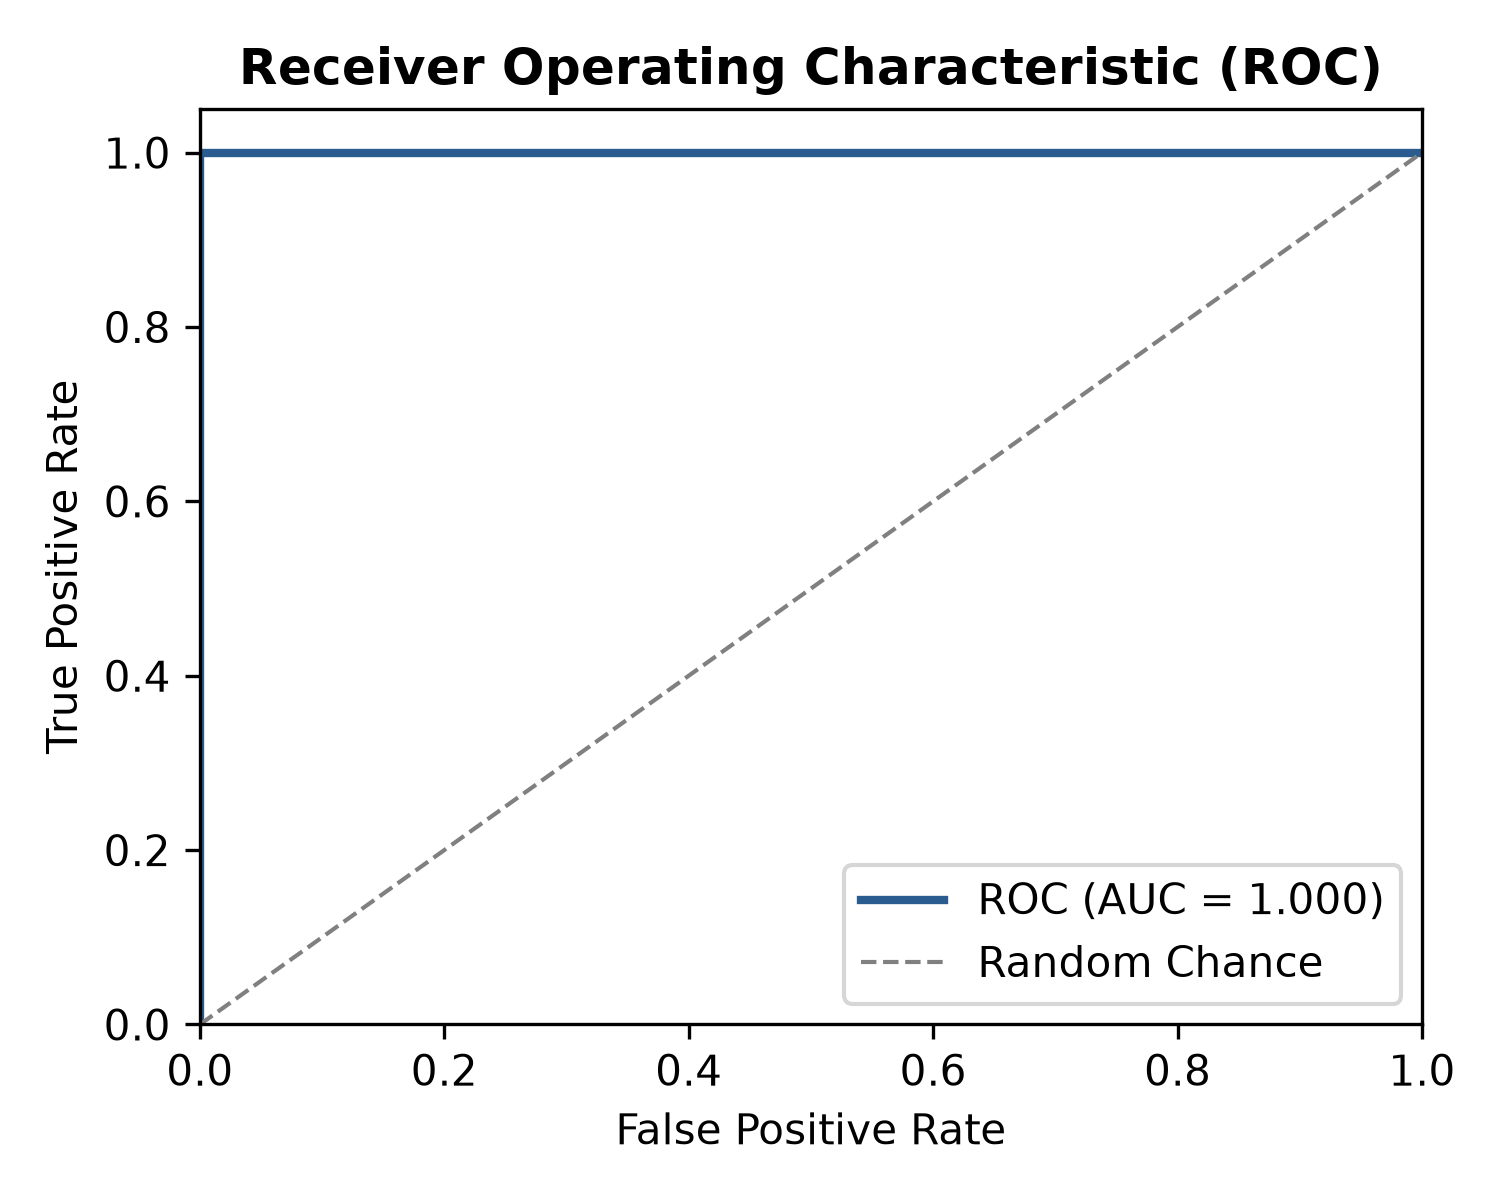 Receiver Operating Characteristic (ROC)
1.0
0.8
0.6
0.4
0.2
0.0
True Positive Rate
ROC (AUC = 1.000)
Random Chance
0.0 0.2 0.4 0.6 0.8 1.0
False Positive Rate